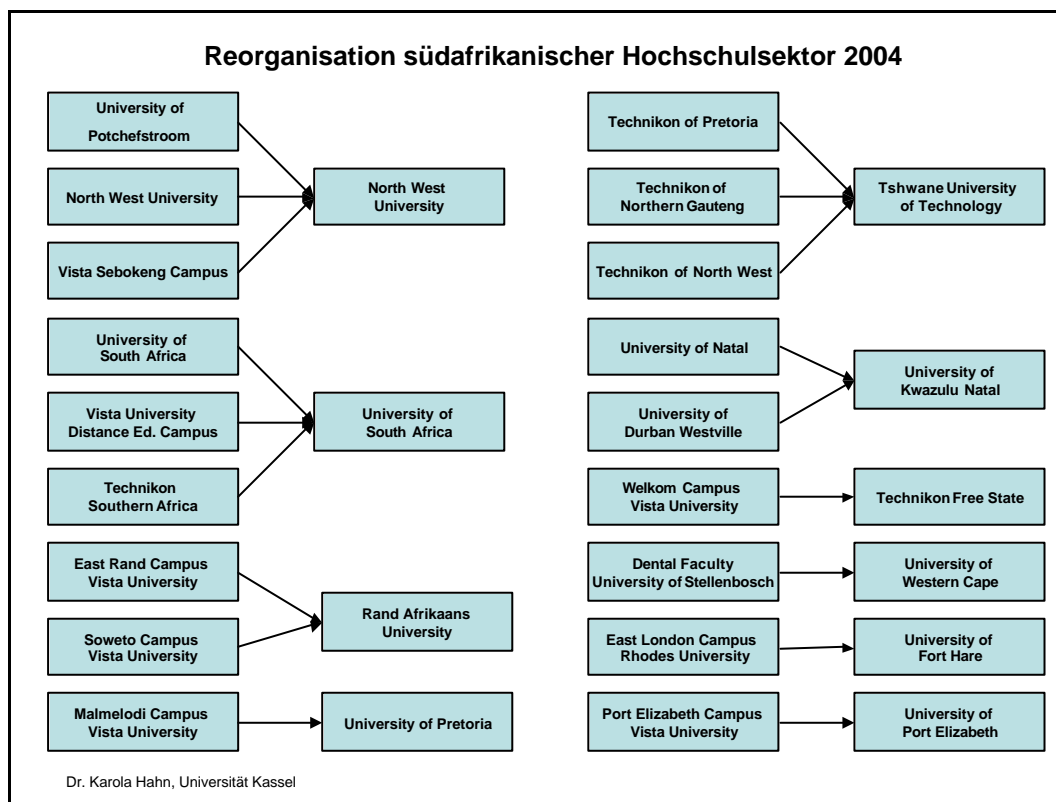 Reorganisation südafrikanischer Hochschulsektor 2004
University of
Potchefstroom
North West University
Vista Sebokeng Campus
North West
University
University of
South Africa
Vista University
Distance Ed. Campus
Technikon
Southern Africa
University of
South Africa
East Rand Campus
Vista University
Soweto Campus
Vista University
Rand Afrikaans
University
Malmelodi Campus
Vista University
University of Pretoria
Technikon of Pretoria
Technikon of
Northern Gauteng
Technikon of North West
Tshwane University
of Technology
University of Natal
University of
Durban Westville
University of
Kwazulu Natal
Welkom Campus
Vista University
Technikon Free State
Dental Faculty
University of Stellenbosch
University of
Western Cape
East London Campus
Rhodes University
University of
Fort Hare
Port Elizabeth Campus
Vista University
University of
Port Elizabeth
Dr. Karola Hahn, Universität Kassel